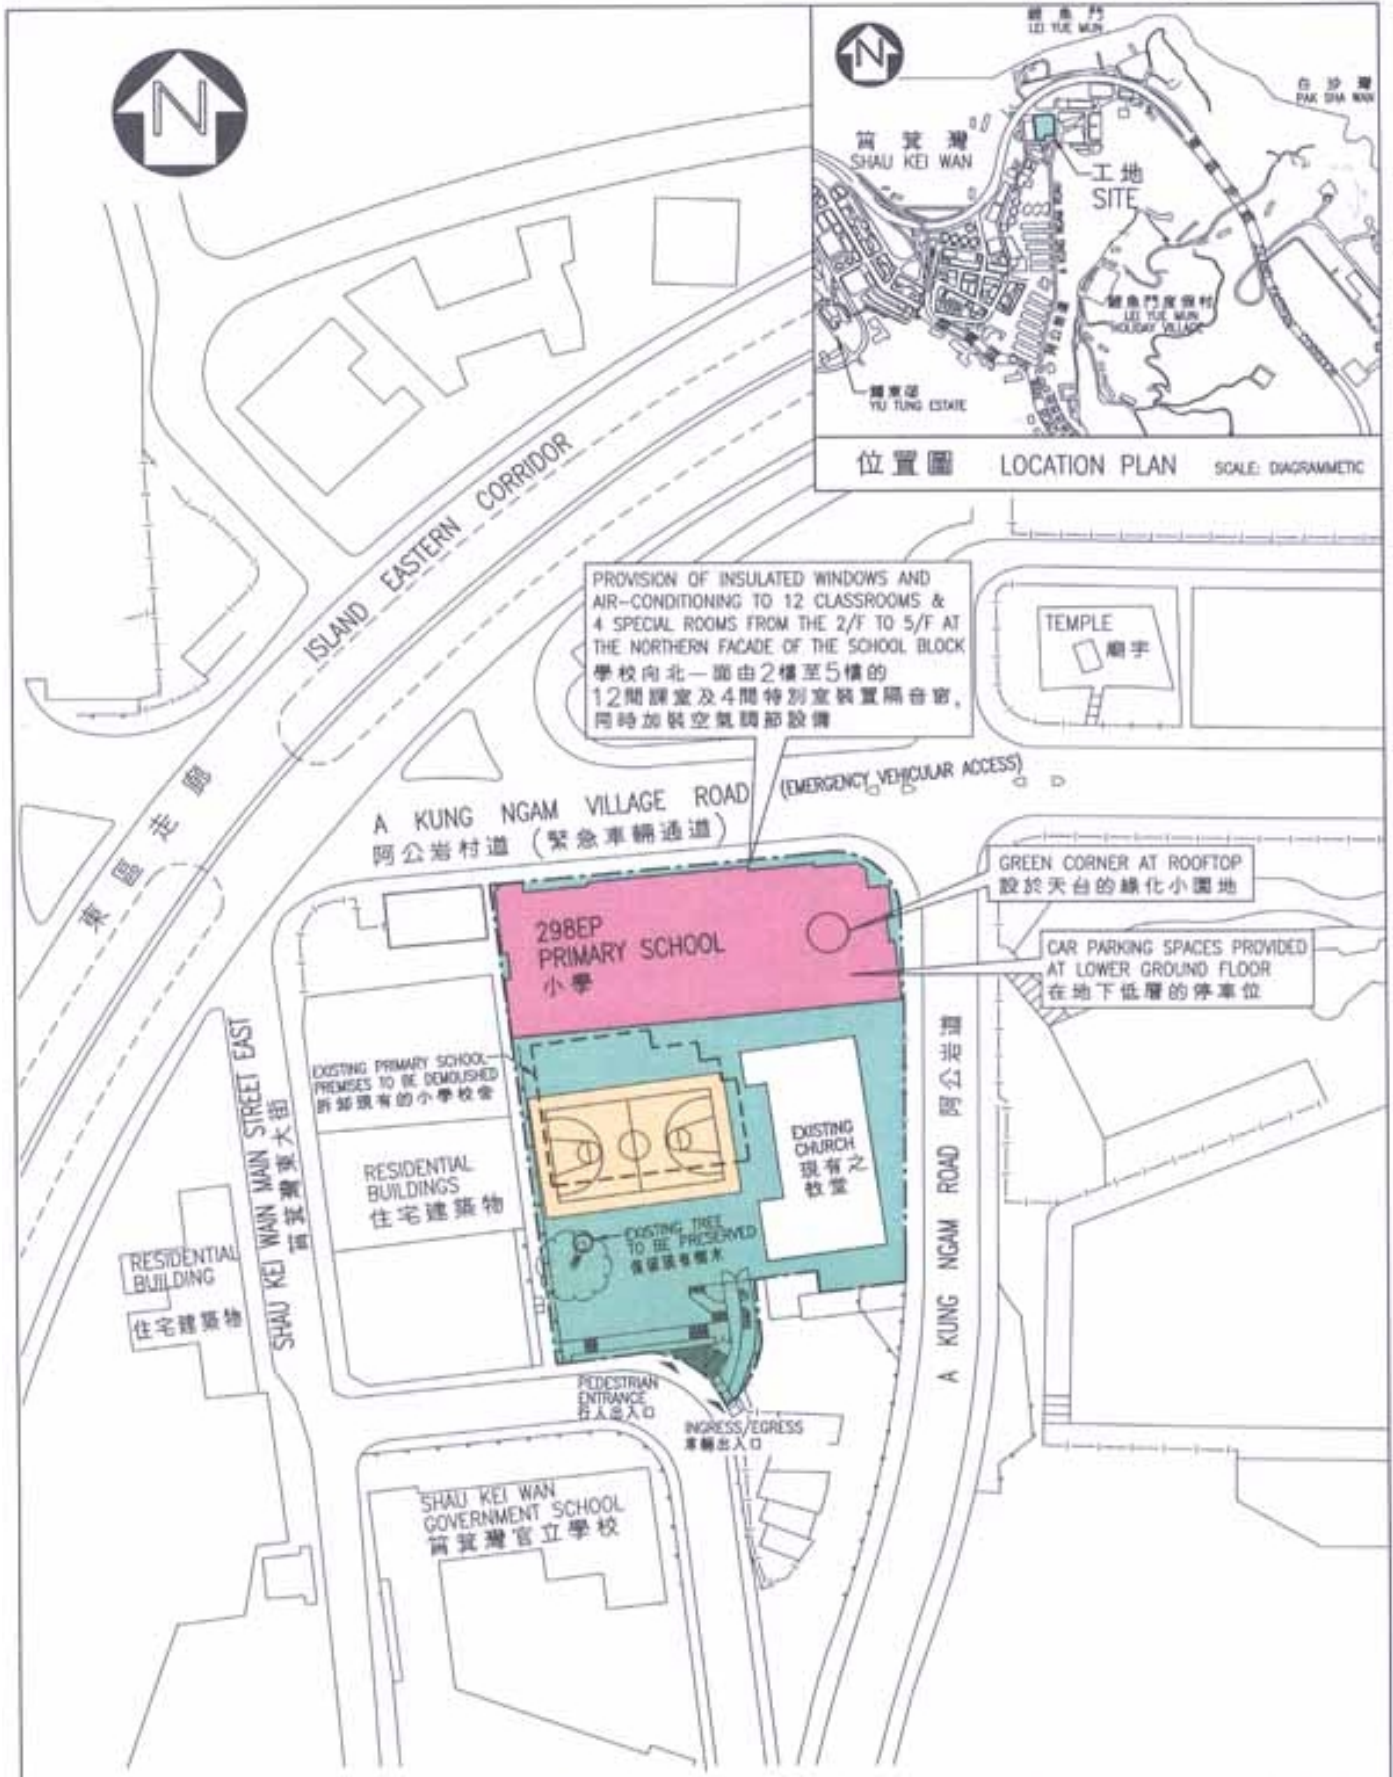 N
N
鯉魚門
LEI YUE MUN
白沙灣
PAK SHA WAN
筲箕灣
SHAU KEI WAN
工地
SITE
鯉魚門度假村
LEI YUE MUN
HOLIDAY VILLAGE
耀東邨
YIU TUNG ESTATE
位置圖 LOCATION PLAN SCALE: DIAGRAMMETIC
ISLAND EASTERN CORRIDOR
東區走廊
PROVISION OF INSULATED WINDOWS AND
AIR-CONDITIONING TO 12 CLASSROOMS &
4 SPECIAL ROOMS FROM THE 2/F TO 5/F AT
THE NORTHERN FACADE OF THE SCHOOL BLOCK
學校向北一面由2樓至5樓的
12間課室及4間特別室裝置隔音窗,
同時加裝空氣調節設備
TEMPLE
廟宇
A KUNG NGAM VILLAGE ROAD (EMERGENCY VEHICULAR ACCESS)
阿公岩村道 (緊急車輛通道)
GREEN CORNER AT ROOFTOP
設於天台的綠化小園地
298EP
PRIMARY SCHOOL
小學
CAR PARKING SPACES PROVIDED
AT LOWER GROUND FLOOR
在地下低層的停車位
EXISTING PRIMARY SCHOOL
PREMISES TO BE DEMOLISHED
拆卸現有的小學校舍
EXISTING
CHURCH
現有之
教堂
RESIDENTIAL
BUILDINGS
住宅建築物
EXISTING TREE
TO BE PRESERVED
保留現有樹木
SHAU KEI WAIN MAIN STREET EAST
筲箕灣東大街
A KUNG NGAM ROAD 阿公岩道
RESIDENTIAL
BUILDING
住宅建築物
PEDESTRIAN
ENTRANCE
行人出入口
INGRESS/EGRESS
車輛出入口
SHAU KEI WAN
GOVERNMENT SCHOOL
筲箕灣官立學校